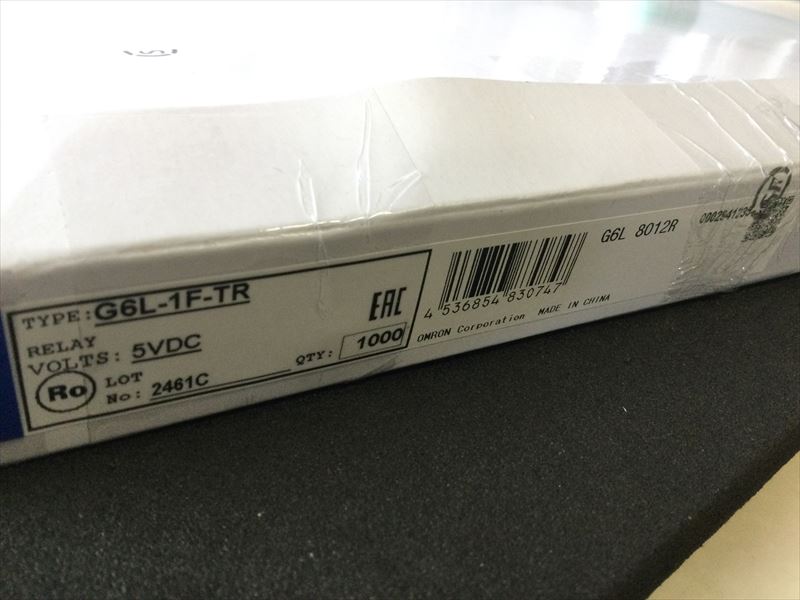 TYPE: G6L-1F-TR
RELAY
VOLTS: 5VDC
EAC
QTY: 1000
Ro
LOT
No: 2461C
4 536854 830747
OMRON Corporation MADE IN CHINA
G6L 8012R